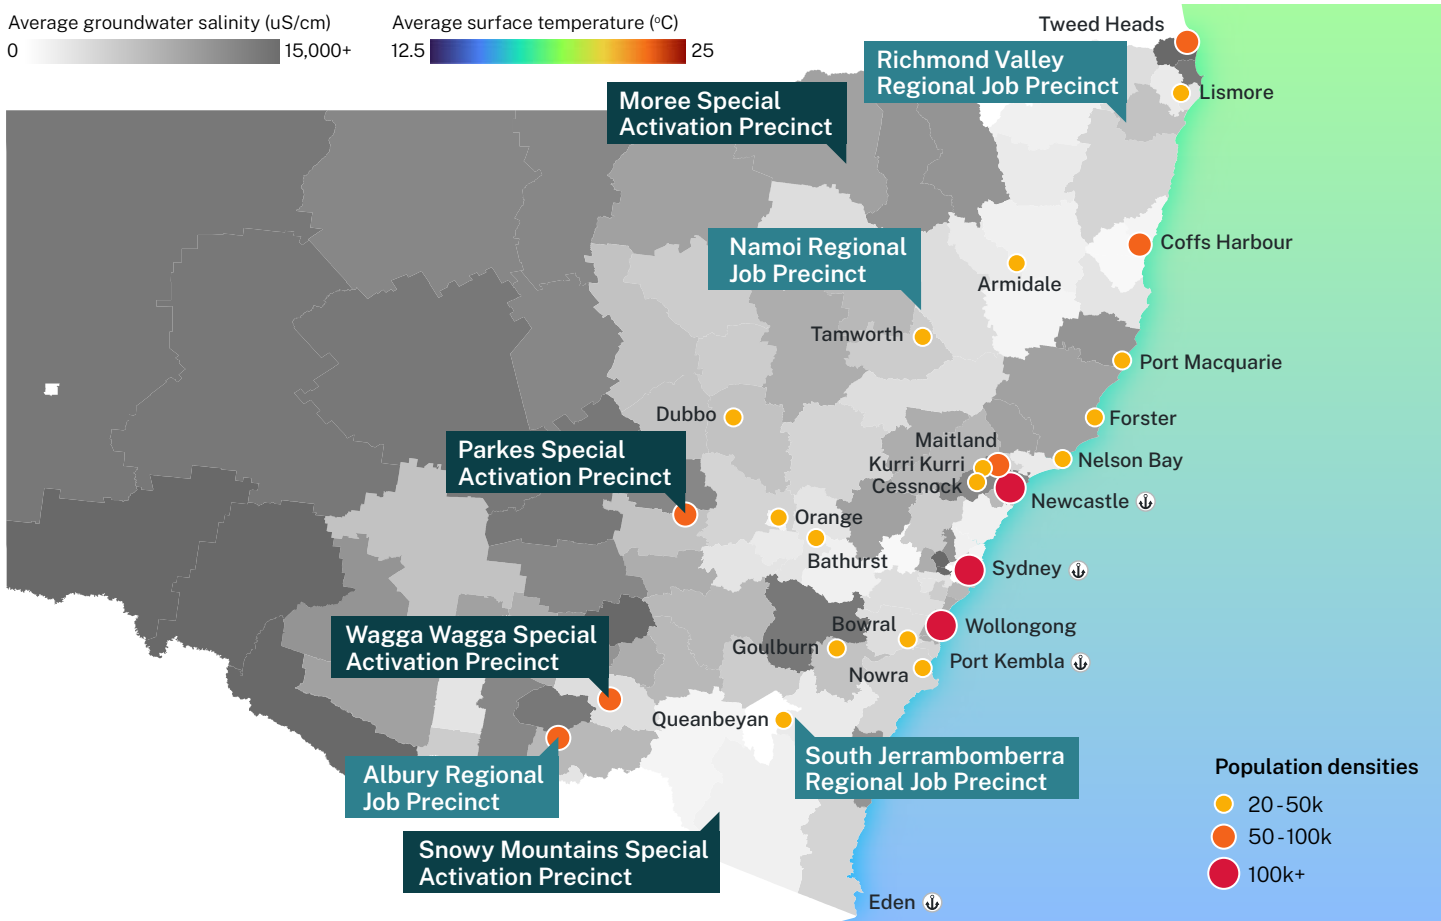 Average groundwater salinity (uS/cm)
0
15,000+
Average surface temperature (°C)
12.5
25
Tweed Heads
Richmond Valley
Regional Job Precinct
Lismore
Moree Special
Activation Precinct
Namoi Regional
Job Precinct
Coffs Harbour
Armidale
Tamworth
Port Macquarie
Dubbo
Forster
Parkes Special
Activation Precinct
Maitland
Kurri Kurri
Cessnock
Nelson Bay
Newcastle
Orange
Bathurst
Sydney
Wagga Wagga Special
Activation Precinct
Bowral
Wollongong
Goulburn
Port Kembla
Nowra
Queanbeyan
South Jerrambomberra
Regional Job Precinct
Albury Regional
Job Precinct
Snowy Mountains Special
Activation Precinct
Eden
Population densities
20-50k
50-100k
100k+